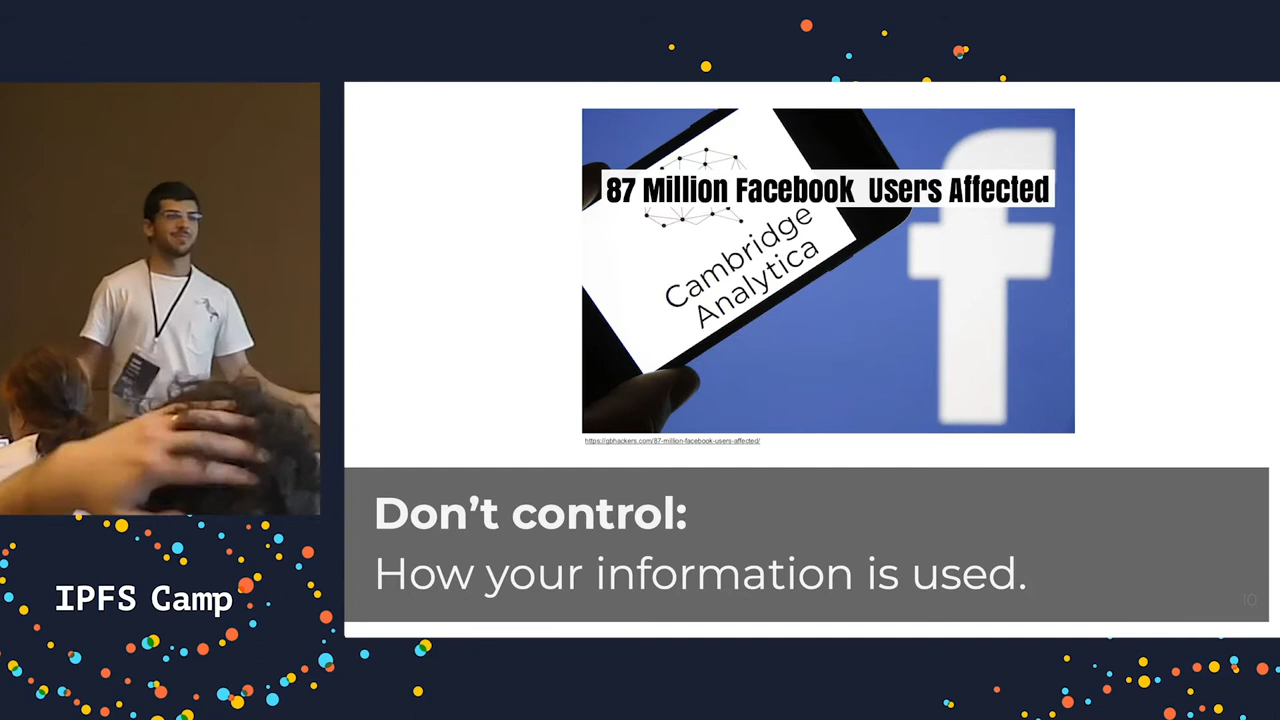 87 Million Facebook Users Affected
Cambridge
Analytica
f
https://gbhackers.com/87-million-facebook-users-affected/
Don't control:
How your information is used.
10
IPFS Camp